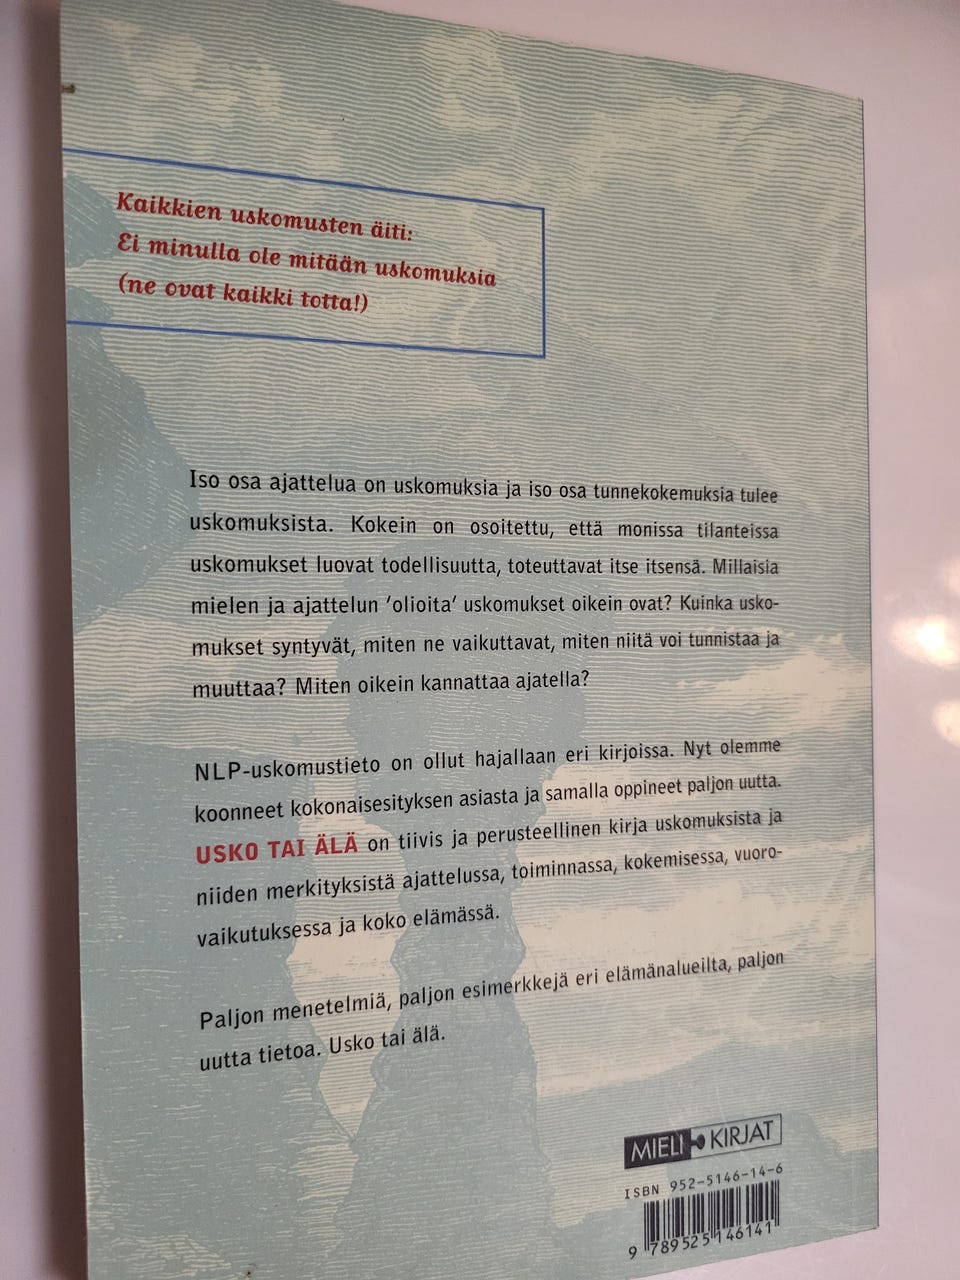 Kaikkien uskomusten äiti:
Ei minulla ole mitään uskomuksia
(ne ovat kaikki totta!)
Iso osa ajattelua on uskomuksia ja iso osa tunnekokemuksia tulee
uskomuksista. Kokein on osoitettu, että monissa tilanteissa
uskomukset luovat todellisuutta, toteuttavat itse itsensä. Millaisia
mielen ja ajattelun 'olioita' uskomukset oikein ovat? Kuinka usko-
mukset syntyvät, miten ne vaikuttavat, miten niitä voi tunnistaa ja
muuttaa? Miten oikein kannattaa ajatella?
NLP-uskomustieto on ollut hajallaan eri kirjoissa. Nyt olemme
koonneet kokonaisesityksen asiasta ja samalla oppineet paljon uutta.
USKO TAI ÄLÄ on tiivis ja perusteellinen kirja uskomuksista ja
niiden merkityksistä ajattelussa, toiminnassa, kokemisessa, vuoro-
vaikutuksessa ja koko elämässä.
Paljon menetelmiä, paljon esimerkkejä eri elämänalueilta, paljon
uutta tietoa. Usko tai älä.
MIELI KIRJAT
ISBN 952-5146-14-6
9 789525 146141